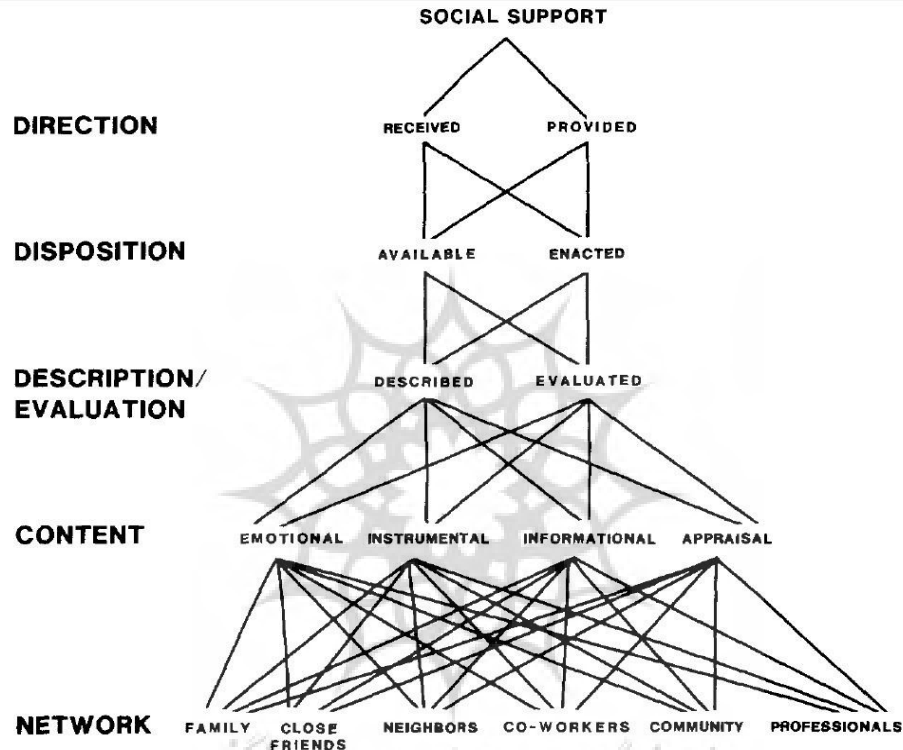 SOCIAL SUPPORT
DIRECTION RECEIVED PROVIDED
DISPOSITION AVAILABLE ENACTED
DESCRIPTION/
EVALUATION
DESCRIBED EVALUATED
CONTENT EMOTIONAL INSTRUMENTAL INFORMATIONAL APPRAISAL
NETWORK FAMILY CLOSE NEIGHBORS CO-WORKERS COMMUNITY PROFESSIONALS
FRIENDS